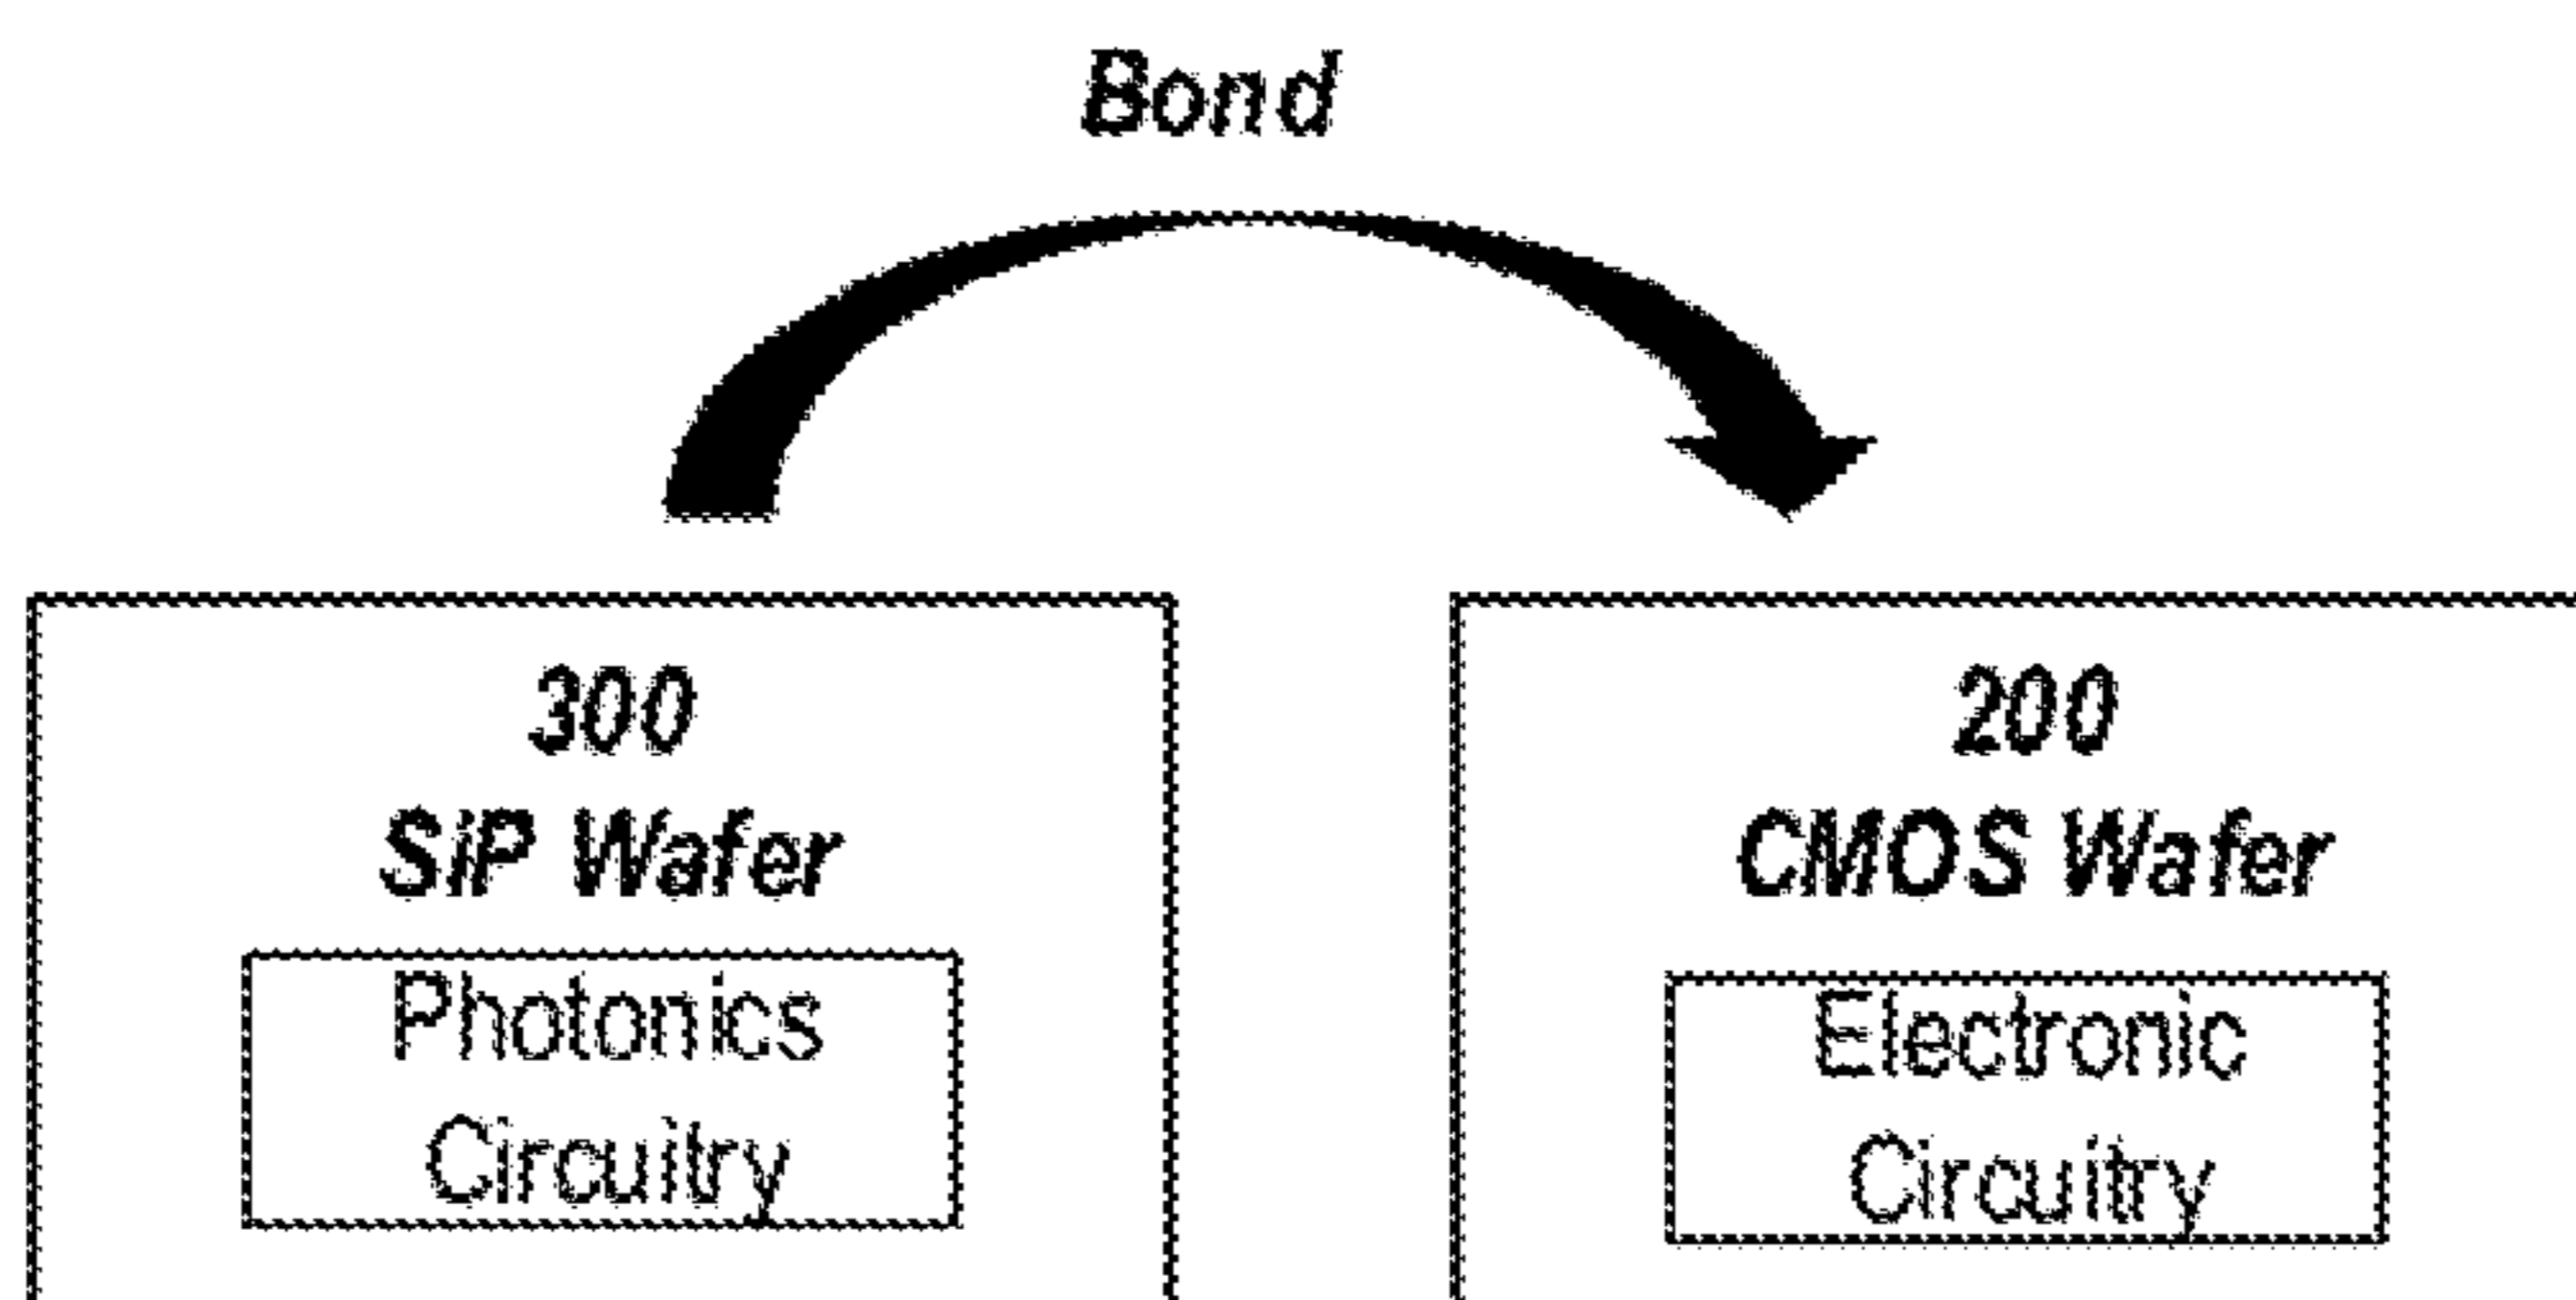 Bond
300
SiP Wafer
Photonics
Circuitry
200
CMOS Wafer
Electronic
Circuitry